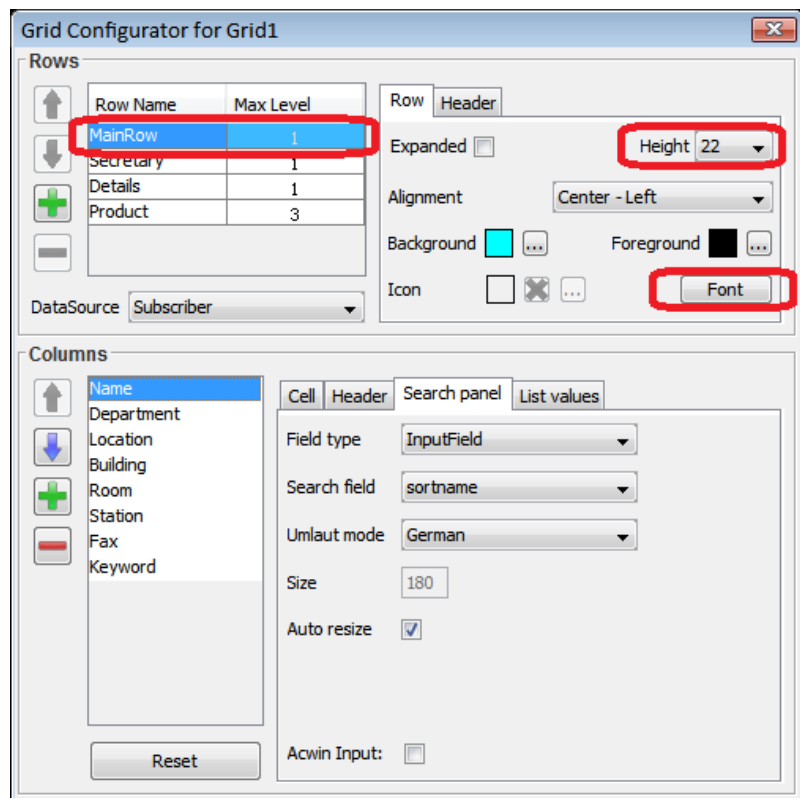 Grid Configurator for Grid1
Rows
Row Name Max Level
MainRow 1
Secretary 1
Details 1
Product 3
DataSource Subscriber
Row Header
Expanded Height 22
Alignment Center - Left
Background ... Foreground ...
Icon ... Font
Columns
Name
Department
Location
Building
Room
Station
Fax
Keyword
Reset
Cell Header Search panel List values
Field type InputField
Search field sortname
Umlaut mode German
Size 180
Auto resize
Acwin Input: